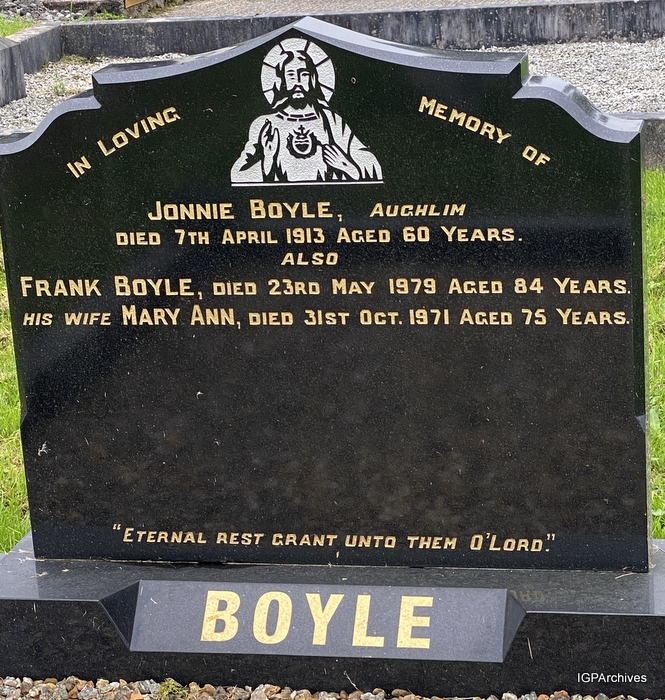 IN LOVING MEMORY OF
JONNIE BOYLE, AUGHLIM
DIED 7TH APRIL 1913 AGED 60 YEARS.
ALSO
FRANK BOYLE, DIED 23RD MAY 1979 AGED 84 YEARS.
HIS WIFE MARY ANN, DIED 31ST OCT. 1971 AGED 75 YEARS.
"ETERNAL REST GRANT UNTO THEM O'LORD."
BOYLE
IGPArchives